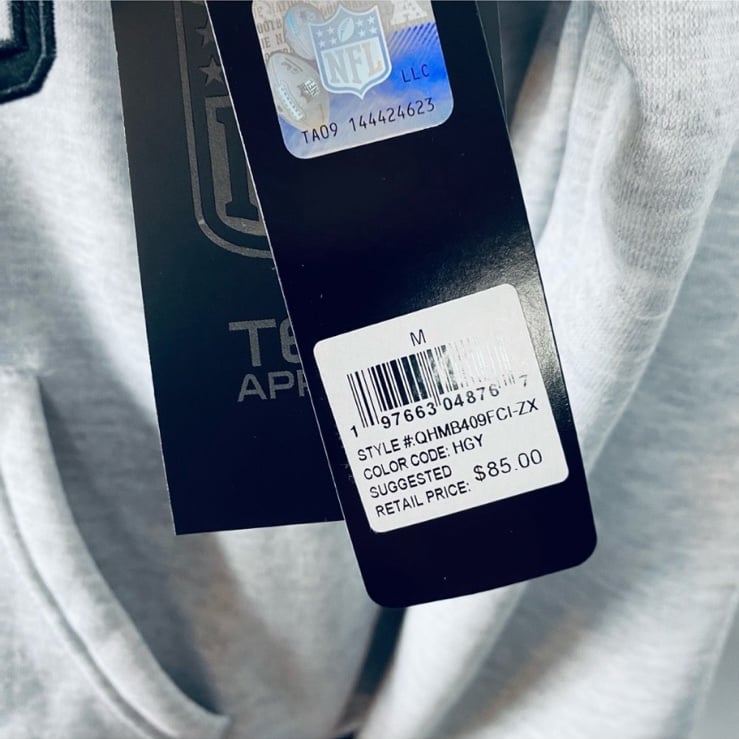 NFL
LLC
TA09 144424623
M
1 97663 04876 7
STYLE #:QHMB409FCI-ZX
COLOR CODE: HGY
SUGGESTED
RETAIL PRICE: $85.00